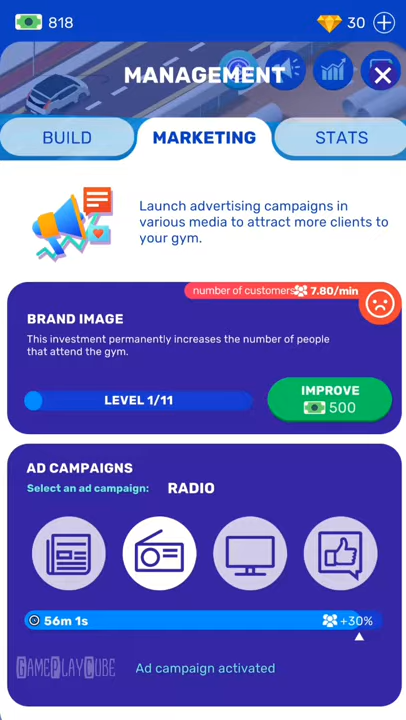 818
30
MANAGEMENT
BUILD
MARKETING
STATS
Launch advertising campaigns in
various media to attract more clients to
your gym.
number of customers 7.80/min
BRAND IMAGE
This investment permanently increases the number of people
that attend the gym.
LEVEL 1/11
IMPROVE
500
AD CAMPAIGNS
Select an ad campaign: RADIO
56m 1s
+30%
GAMEPLAYCUBE
Ad campaign activated